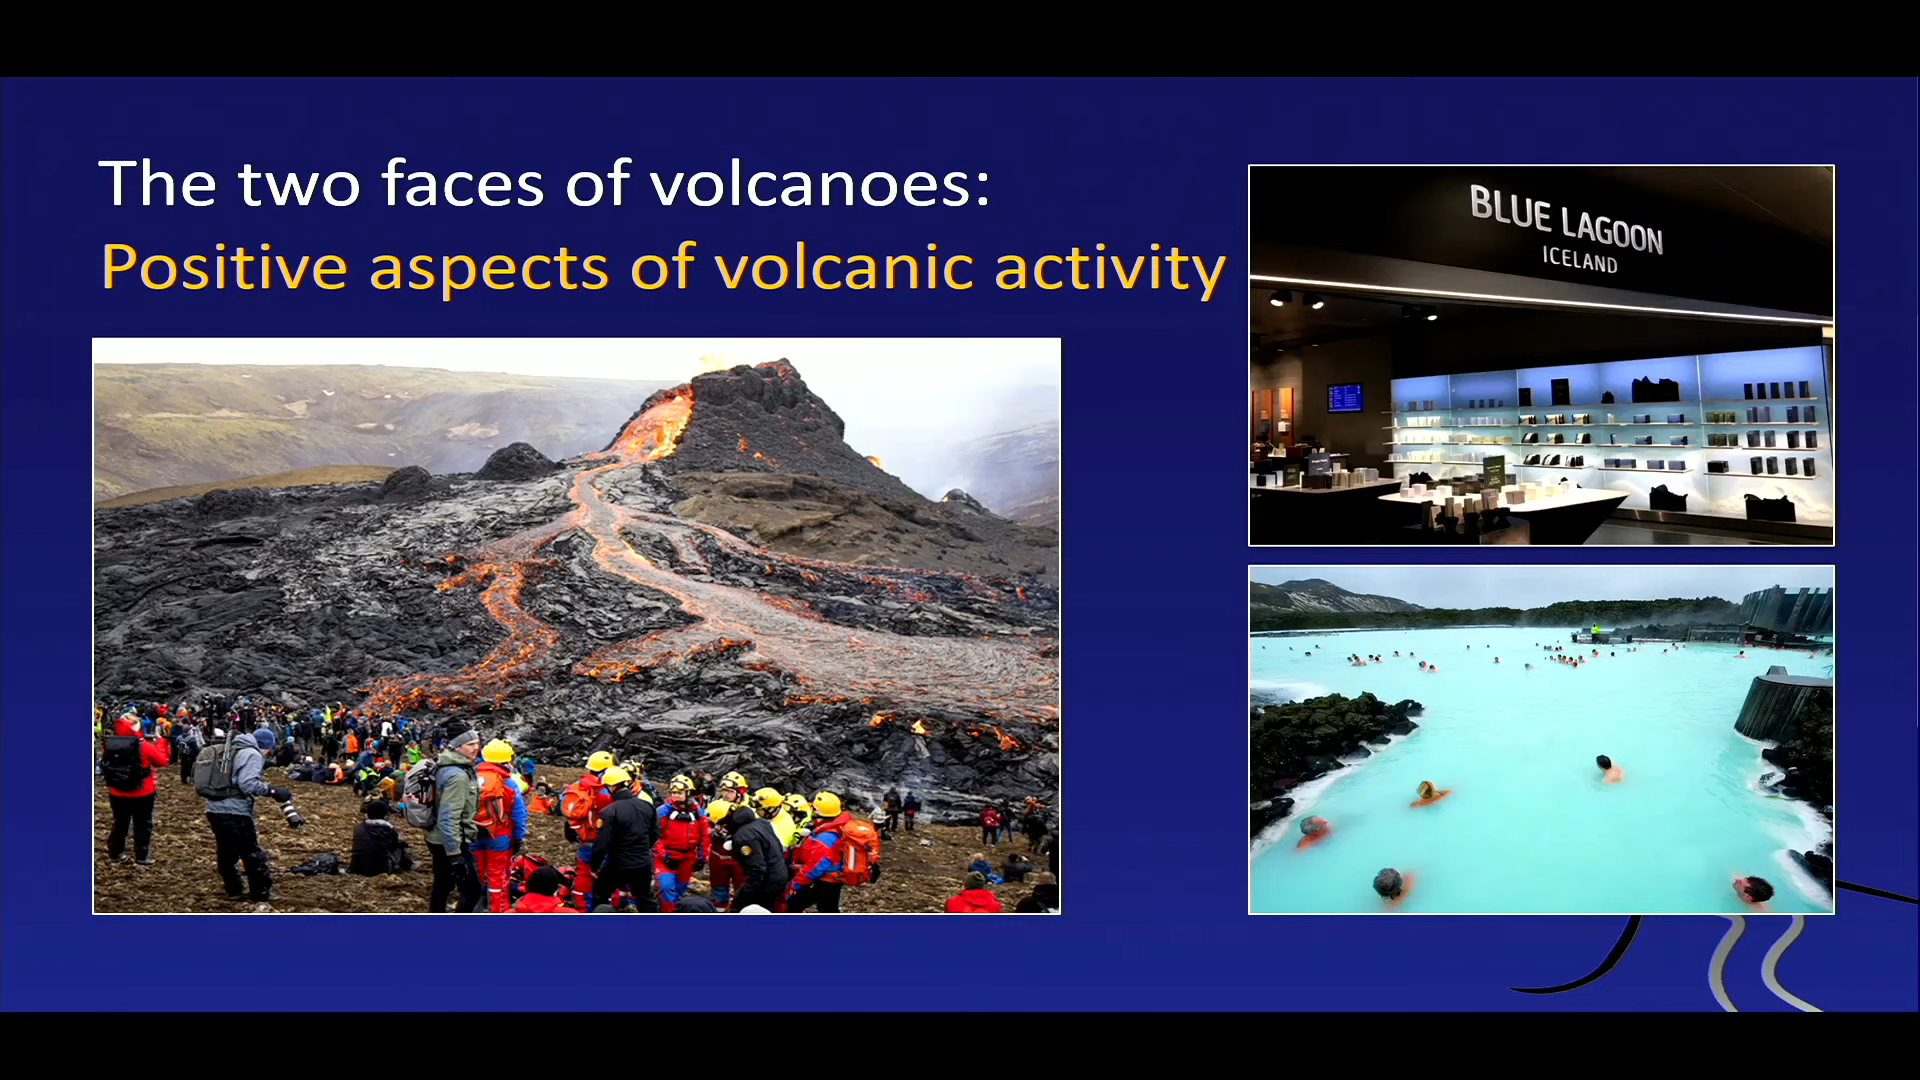 The two faces of volcanoes:
Positive aspects of volcanic activity
BLUE LAGOON
ICELAND